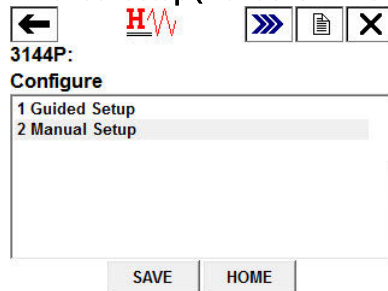 H
3144P:
Configure
1 Guided Setup
2 Manual Setup
SAVE HOME